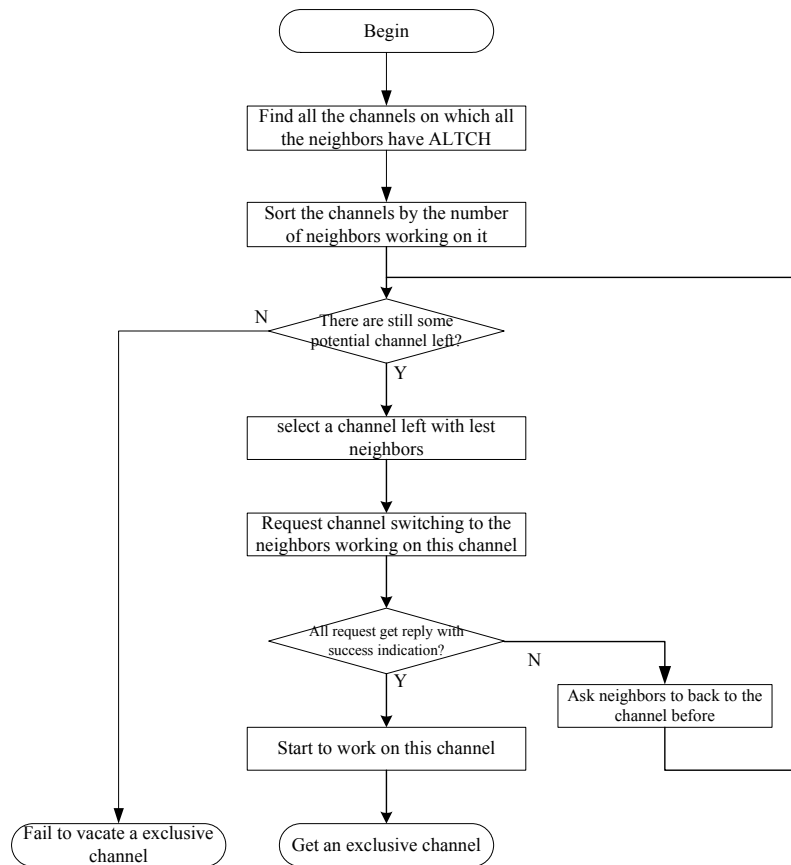 Begin
Find all the channels on which all
the neighbors have ALTCH
Sort the channels by the number
of neighbors working on it
N
There are still some
potential channel left?
Y
select a channel left with lest
neighbors
Request channel switching to the
neighbors working on this channel
All request get reply with
success indication?
N
Y
Ask neighbors to back to the
channel before
Start to work on this channel
Fail to vacate a exclusive
channel
Get an exclusive channel